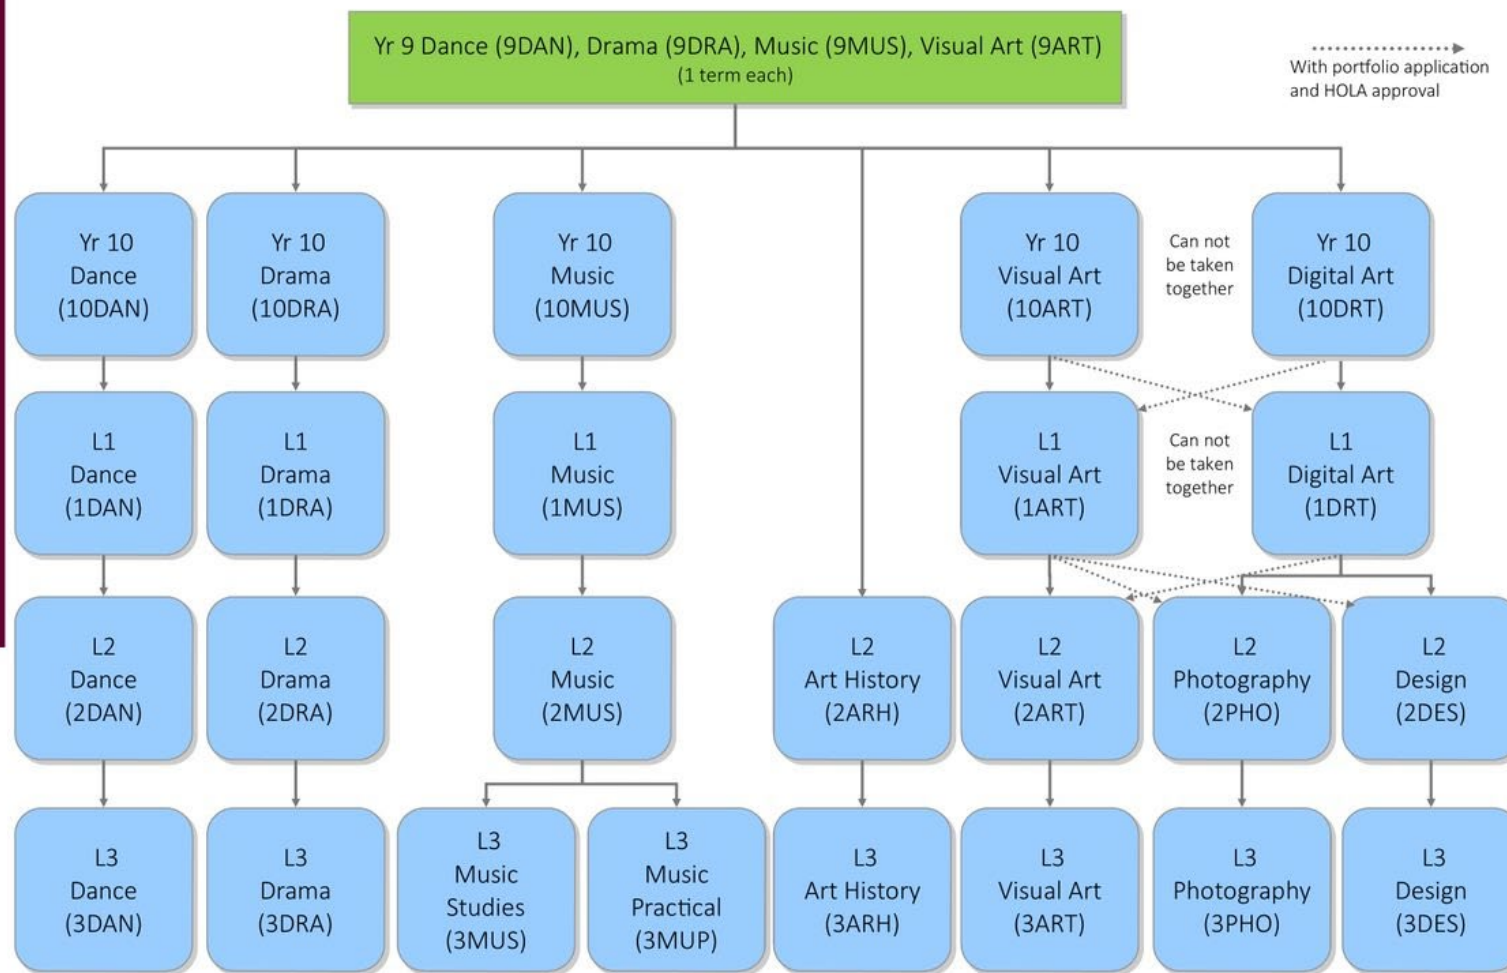 Yr 9 Dance (9DAN), Drama (9DRA), Music (9MUS), Visual Art (9ART)
(1 term each)
With portfolio application
and HOLA approval
Yr 10
Dance
(10DAN)
Yr 10
Drama
(10DRA)
Yr 10
Music
(10MUS)
Yr 10
Visual Art
(10ART)
Can not
be taken
together
Yr 10
Digital Art
(10DRT)
L1
Dance
(1DAN)
L1
Drama
(1DRA)
L1
Music
(1MUS)
L1
Visual Art
(1ART)
Can not
be taken
together
L1
Digital Art
(1DRT)
L2
Dance
(2DAN)
L2
Drama
(2DRA)
L2
Music
(2MUS)
L2
Art History
(2ARH)
L2
Visual Art
(2ART)
L2
Photography
(2PHO)
L2
Design
(2DES)
L3
Dance
(3DAN)
L3
Drama
(3DRA)
L3
Music
Studies
(3MUS)
L3
Music
Practical
(3MUP)
L3
Art History
(3ARH)
L3
Visual Art
(3ART)
L3
Photography
(3PHO)
L3
Design
(3DES)